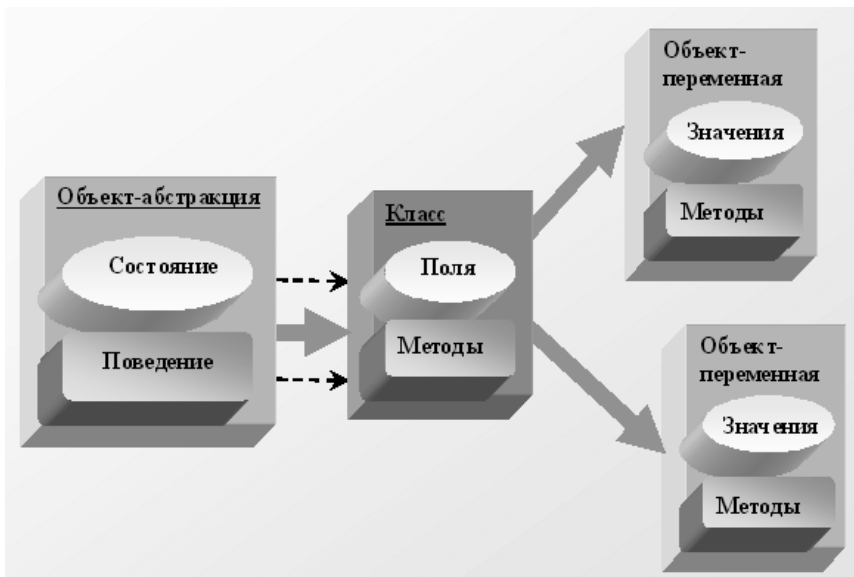 Объект-абстракция
Состояние
Поведение
Класс
Поля
Методы
Объект-
переменная
Значения
Методы
Объект-
переменная
Значения
Методы